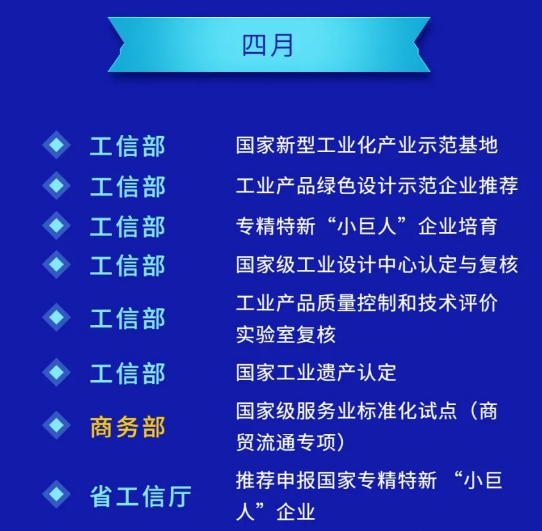 四月
工信部 国家新型工业化产业示范基地
工信部 工业产品绿色设计示范企业推荐
工信部 专精特新“小巨人”企业培育
工信部 国家级工业设计中心认定与复核
工信部 工业产品质量控制和技术评价
实验室复核
工信部 国家工业遗产认定
商务部 国家级服务业标准化试点（商
贸流通专项）
省工信厅 推荐申报国家专精特新 “小巨
人”企业